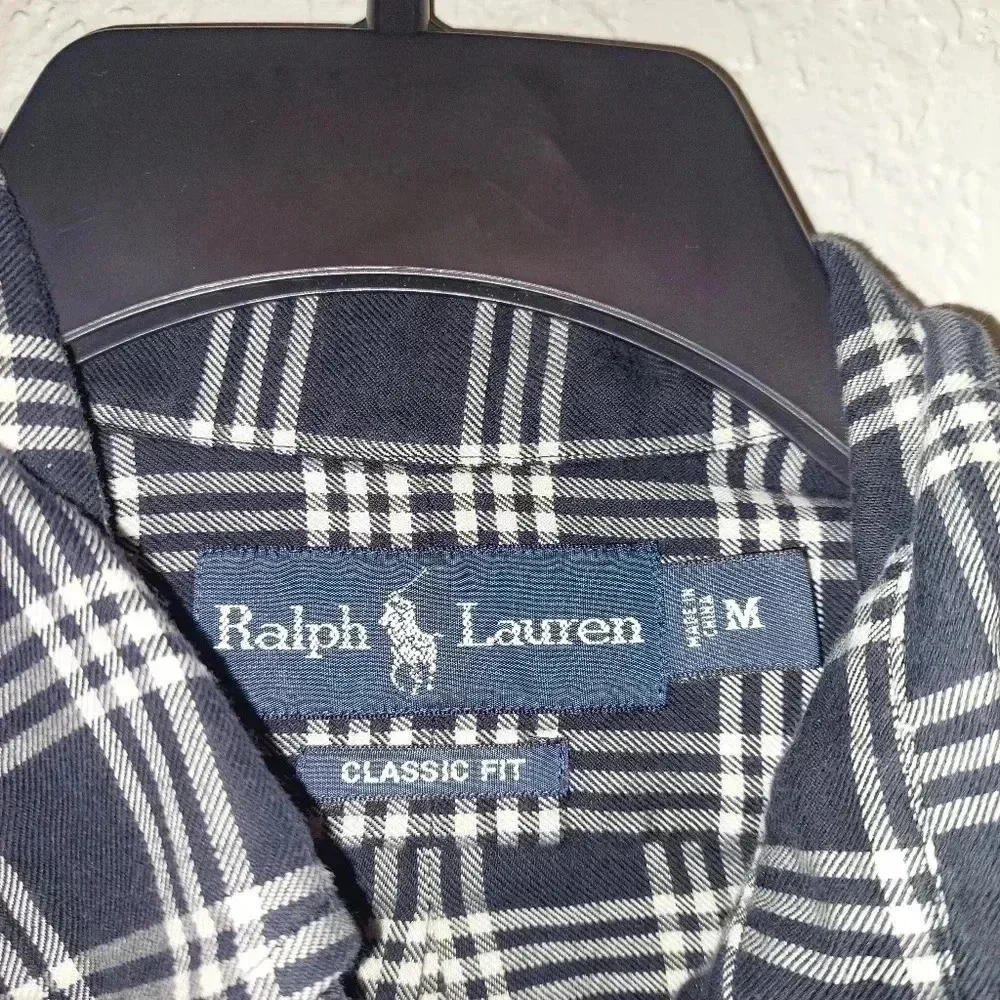 Ralph Lauren
MADE IN
CHINA
M
CLASSIC FIT